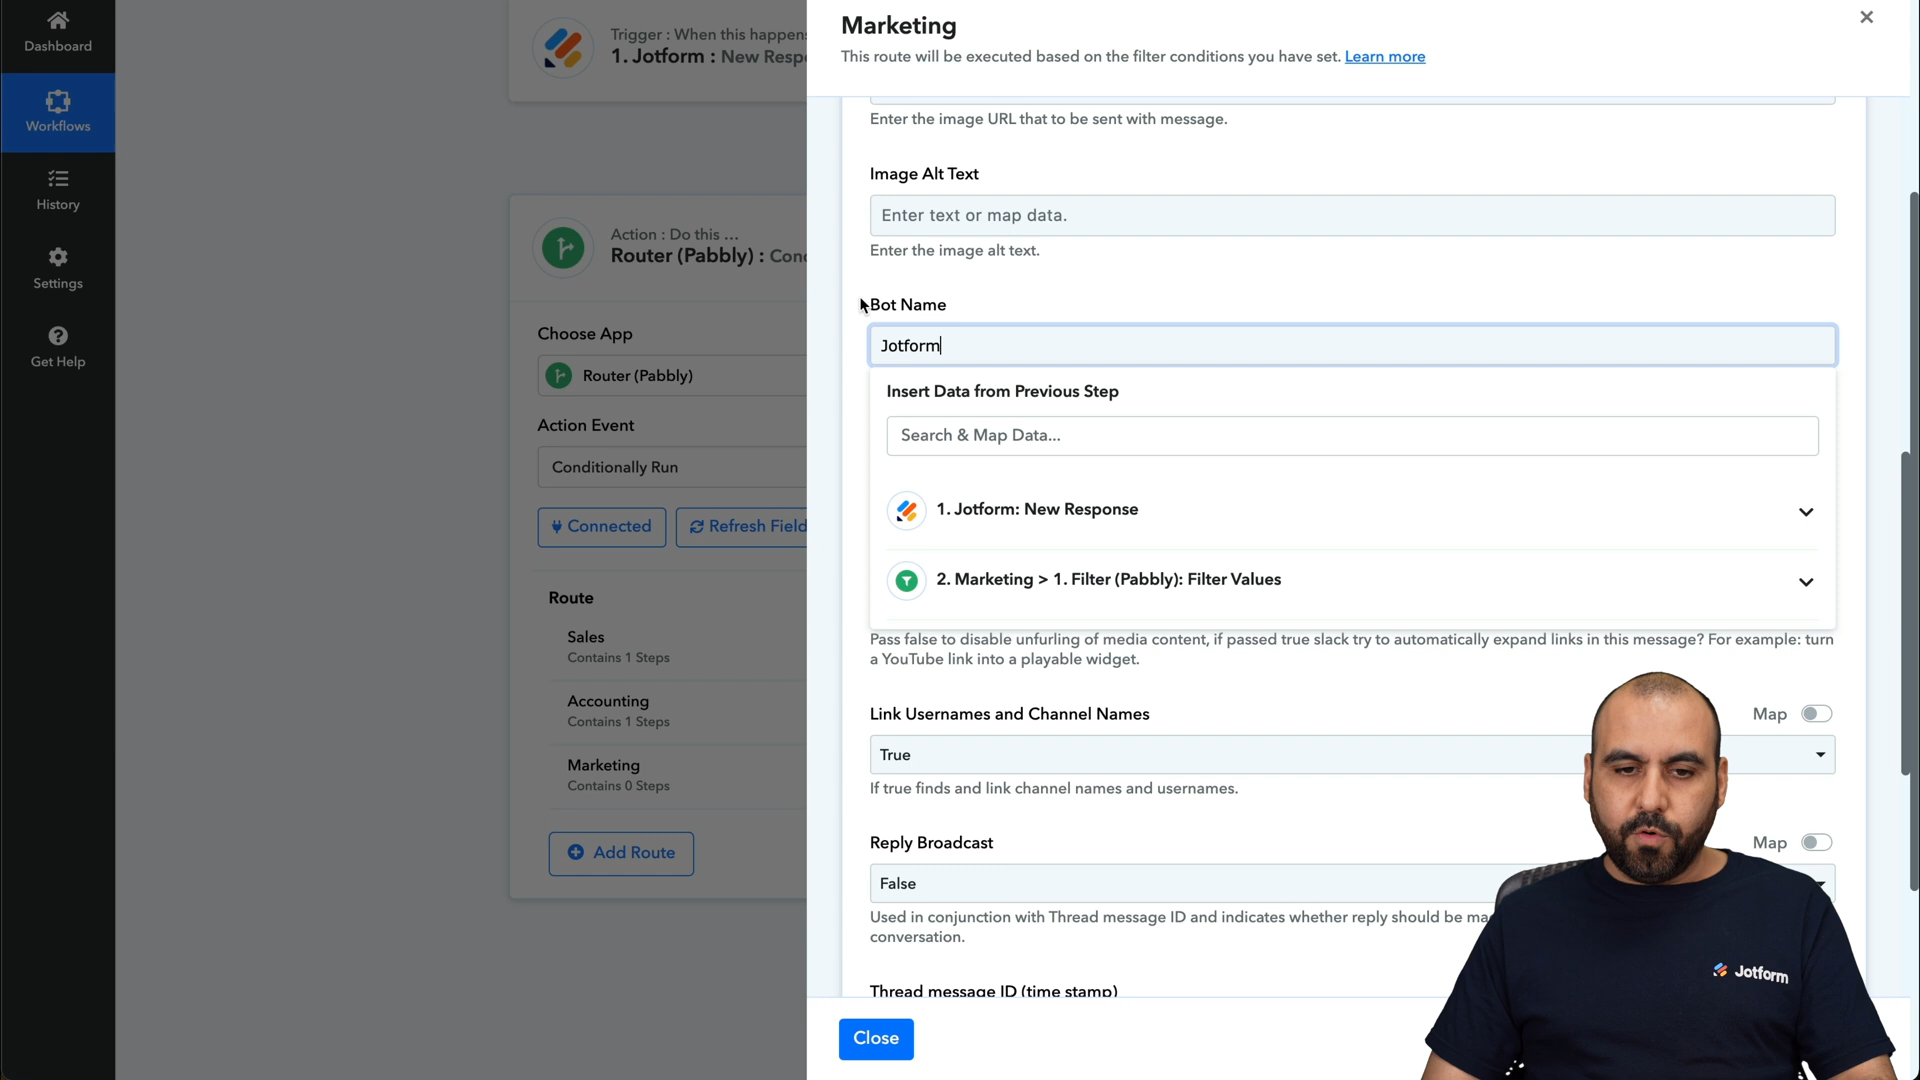 Dashboard
Workflows
History
Settings
Get Help
Trigger : When this happens
1. Jotform : New Resp
Action : Do this ...
Router (Pabbly) : Cond
Choose App
Router (Pabbly)
Action Event
Conditionally Run
Connected
Refresh Field
Route
Sales
Contains 1 Steps
Accounting
Contains 1 Steps
Marketing
Contains 0 Steps
Add Route
Marketing
This route will be executed based on the filter conditions you have set. Learn more
Enter the image URL that to be sent with message.
Image Alt Text
Enter text or map data.
Enter the image alt text.
Bot Name
Jotform
Insert Data from Previous Step
Search & Map Data...
1. Jotform: New Response
2. Marketing > 1. Filter (Pabbly): Filter Values
Pass false to disable unfurling of media content, if passed true slack try to automatically expand links in this message? For example: turn
a YouTube link into a playable widget.
Link Usernames and Channel Names
Map
True
If true finds and link channel names and usernames.
Reply Broadcast
Map
False
Used in conjunction with Thread message ID and indicates whether reply should be ma
conversation.
Thread message ID (time stamp)
Close
Jotform